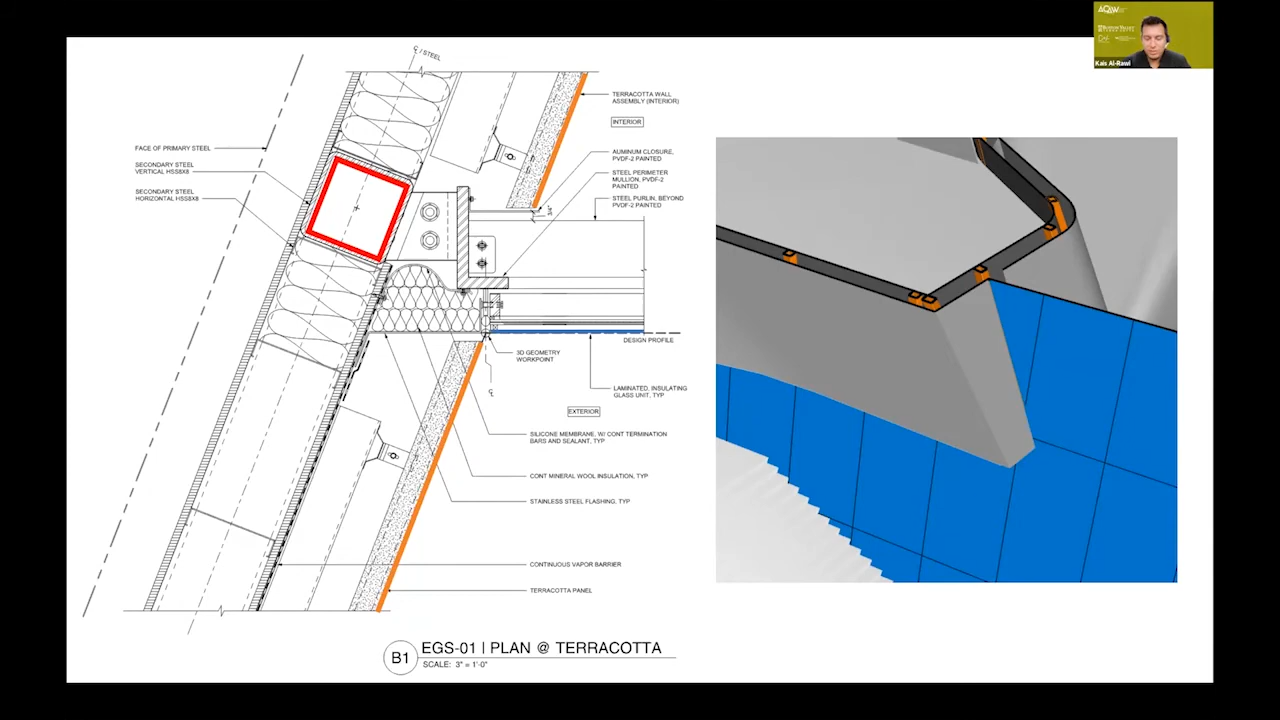 ℄ / STEEL
TERRACOTTA WALL
ASSEMBLY (INTERIOR)
INTERIOR
FACE OF PRIMARY STEEL
SECONDARY STEEL
VERTICAL HSS8X8
SECONDARY STEEL
HORIZONTAL HSS8X8
ALUMINUM CLOSURE,
PVDF-2 PAINTED
STEEL PERIMETER
MULLION, PVDF-2
PAINTED
STEEL PURLIN, BEYOND
PVDF-2 PAINTED
3/4"
DESIGN PROFILE
3D GEOMETRY
WORKPOINT
℄
LAMINATED, INSULATING
GLASS UNIT, TYP
EXTERIOR
SILICONE MEMBRANE, W/ CONT TERMINATION
BARS AND SEALANT, TYP
CONT MINERAL WOOL INSULATION, TYP
STAINLESS STEEL FLASHING, TYP
CONTINUOUS VAPOR BARRIER
TERRACOTTA PANEL
B1
EGS-01 | PLAN @ TERRACOTTA
SCALE: 3" = 1'-0"
Kais Al-Rawi